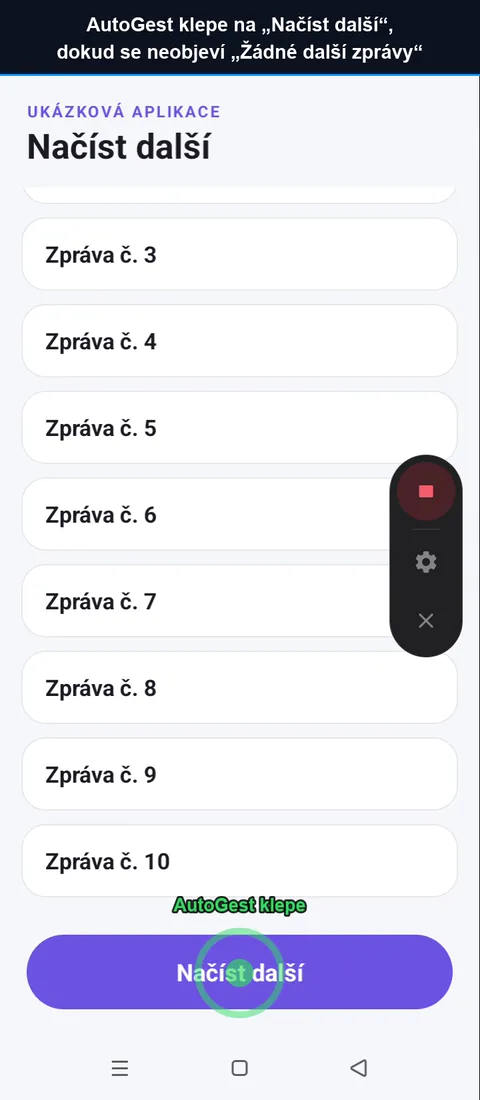 AutoGest klepe na „Načíst další“,
dokud se neobjeví „Žádné další zprávy“
UKÁZKOVÁ APLIKACE
Načíst další
Zpráva č. 3
Zpráva č. 4
Zpráva č. 5
Zpráva č. 6
Zpráva č. 7
Zpráva č. 8
Zpráva č. 9
Zpráva č. 10
AutoGest klepe
Načíst další